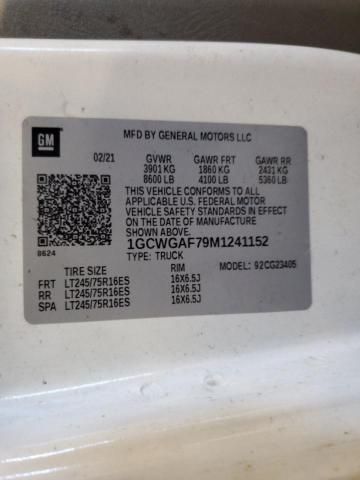 GM
MFD BY GENERAL MOTORS LLC
02/21 GVWR GAWR FRT GAWR RR
3901 KG 1860 KG 2431 KG
8600 LB 4100 LB 5360 LB
THIS VEHICLE CONFORMS TO ALL
APPLICABLE U.S. FEDERAL MOTOR
VEHICLE SAFETY STANDARDS IN EFFECT
ON THE DATE OF MANUFACTURE
SHOWN ABOVE.
1GCWGAF79M1241152
8624
TYPE: TRUCK
MODEL: 92CG23405
TIRE SIZE RIM
FRT LT245/75R16ES 16X6.5J
RR LT245/75R16ES 16X6.5J
SPA LT245/75R16ES 16X6.5J